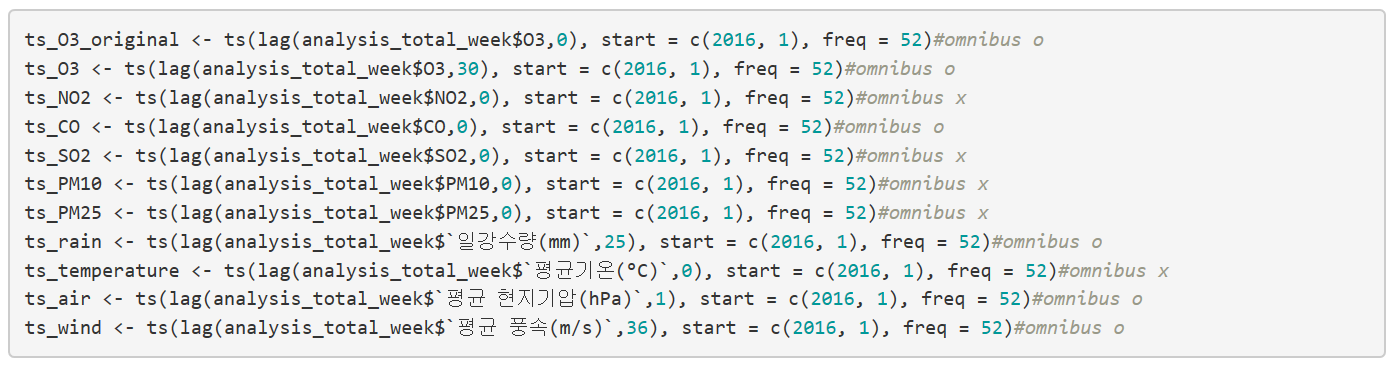 ts_O3_original <- ts(lag(analysis_total_week$O3,0), start = c(2016, 1), freq = 52)#omnibus o
ts_O3 <- ts(lag(analysis_total_week$O3,30), start = c(2016, 1), freq = 52)#omnibus o
ts_NO2 <- ts(lag(analysis_total_week$NO2,0), start = c(2016, 1), freq = 52)#omnibus x
ts_CO <- ts(lag(analysis_total_week$CO,0), start = c(2016, 1), freq = 52)#omnibus o
ts_SO2 <- ts(lag(analysis_total_week$SO2,0), start = c(2016, 1), freq = 52)#omnibus x
ts_PM10 <- ts(lag(analysis_total_week$PM10,0), start = c(2016, 1), freq = 52)#omnibus x
ts_PM25 <- ts(lag(analysis_total_week$PM25,0), start = c(2016, 1), freq = 52)#omnibus x
ts_rain <- ts(lag(analysis_total_week$`일강수량(mm)`,25), start = c(2016, 1), freq = 52)#omnibus o
ts_temperature <- ts(lag(analysis_total_week$`평균기온(°C)`,0), start = c(2016, 1), freq = 52)#omnibus x
ts_air <- ts(lag(analysis_total_week$`평균 현지기압(hPa)`,1), start = c(2016, 1), freq = 52)#omnibus o
ts_wind <- ts(lag(analysis_total_week$`평균 풍속(m/s)`,36), start = c(2016, 1), freq = 52)#omnibus o